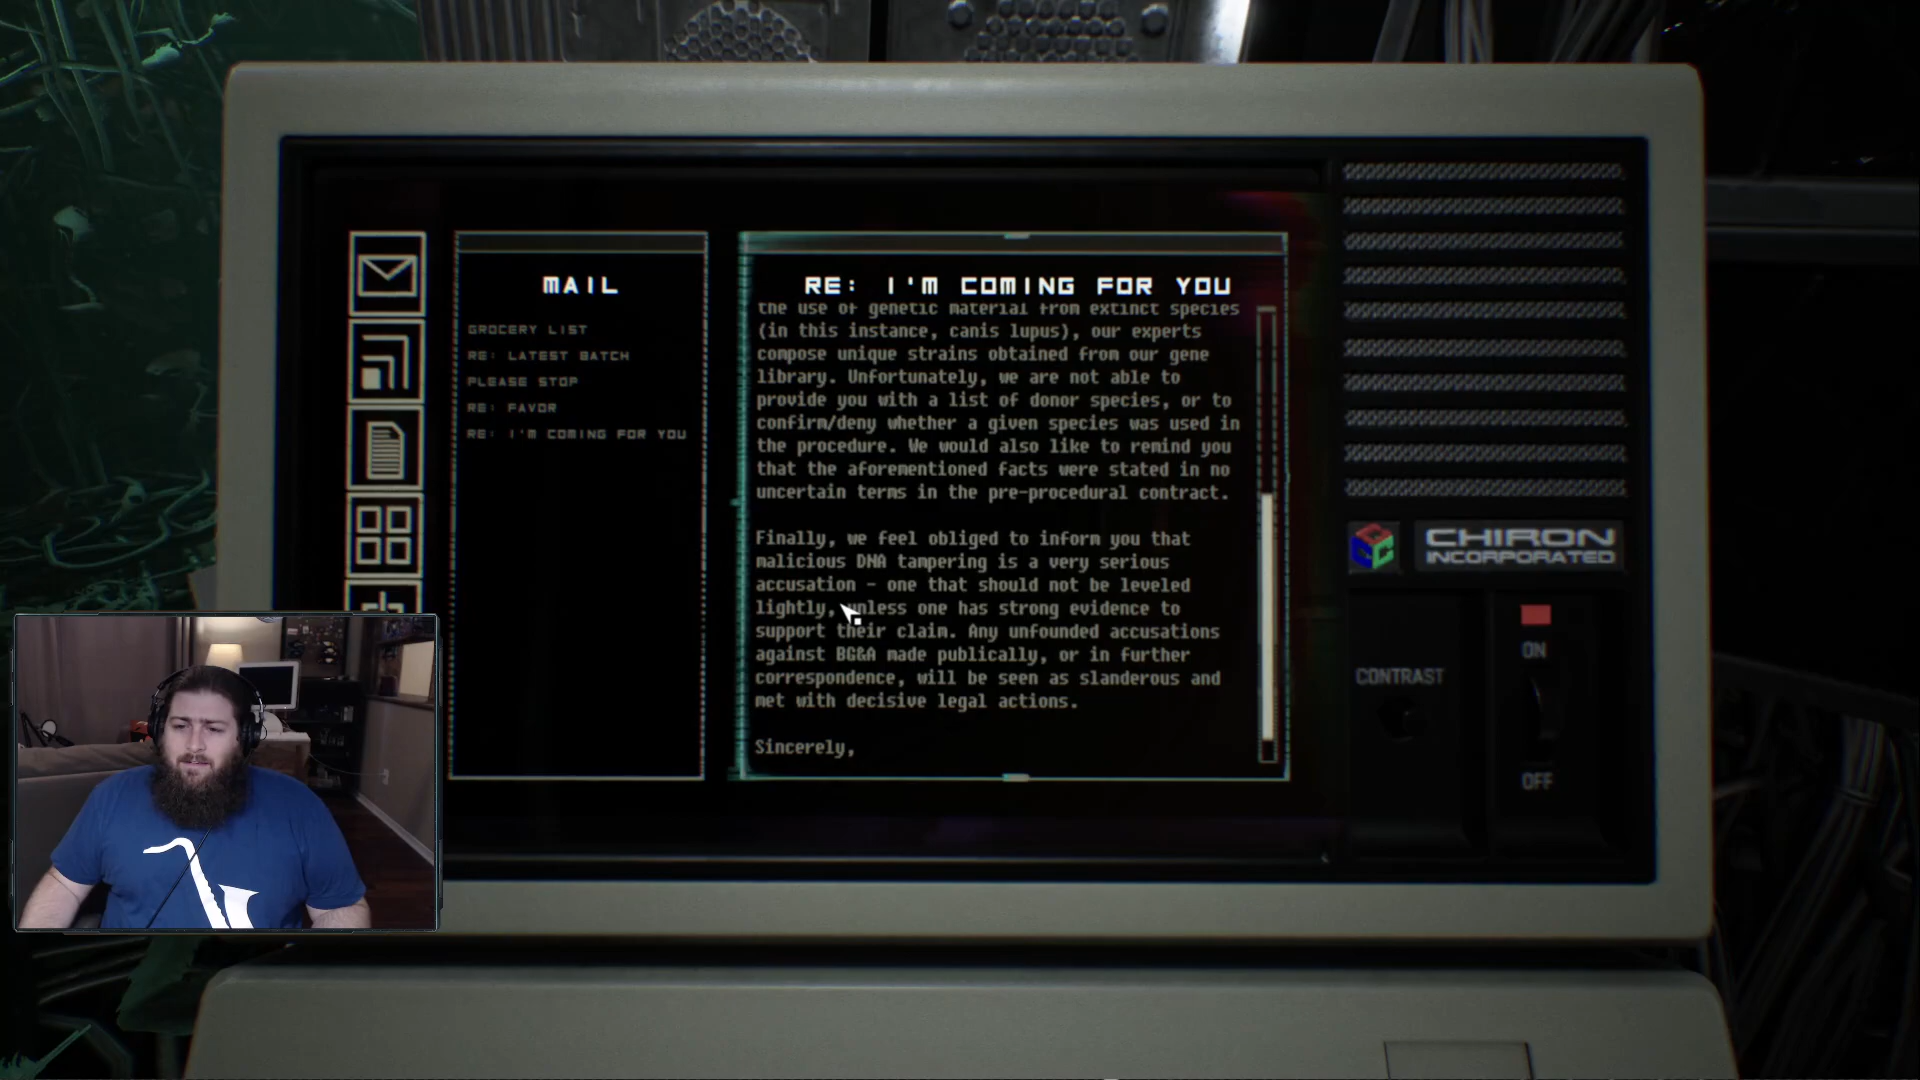 MAIL
GROCERY LIST
RE: LATEST BATCH
PLEASE STOP
RE: FAVOR
RE: I'M COMING FOR YOU
RE: I'M COMING FOR YOU
the use of genetic material from extinct species
(in this instance, canis lupus), our experts
compose unique strains obtained from our gene
library. Unfortunately, we are not able to
provide you with a list of donor species, or to
confirm/deny whether a given species was used in
the procedure. We would also like to remind you
that the aforementioned facts were stated in no
uncertain terms in the pre-procedural contract.
Finally, we feel obliged to inform you that
malicious DNA tampering is a very serious
accusation - one that should not be leveled
lightly, unless one has strong evidence to
support their claim. Any unfounded accusations
against BG&A made publically, or in further
correspondence, will be seen as slanderous and
met with decisive legal actions.
Sincerely,
CHIRON
INCORPORATED
CONTRAST
ON
OFF